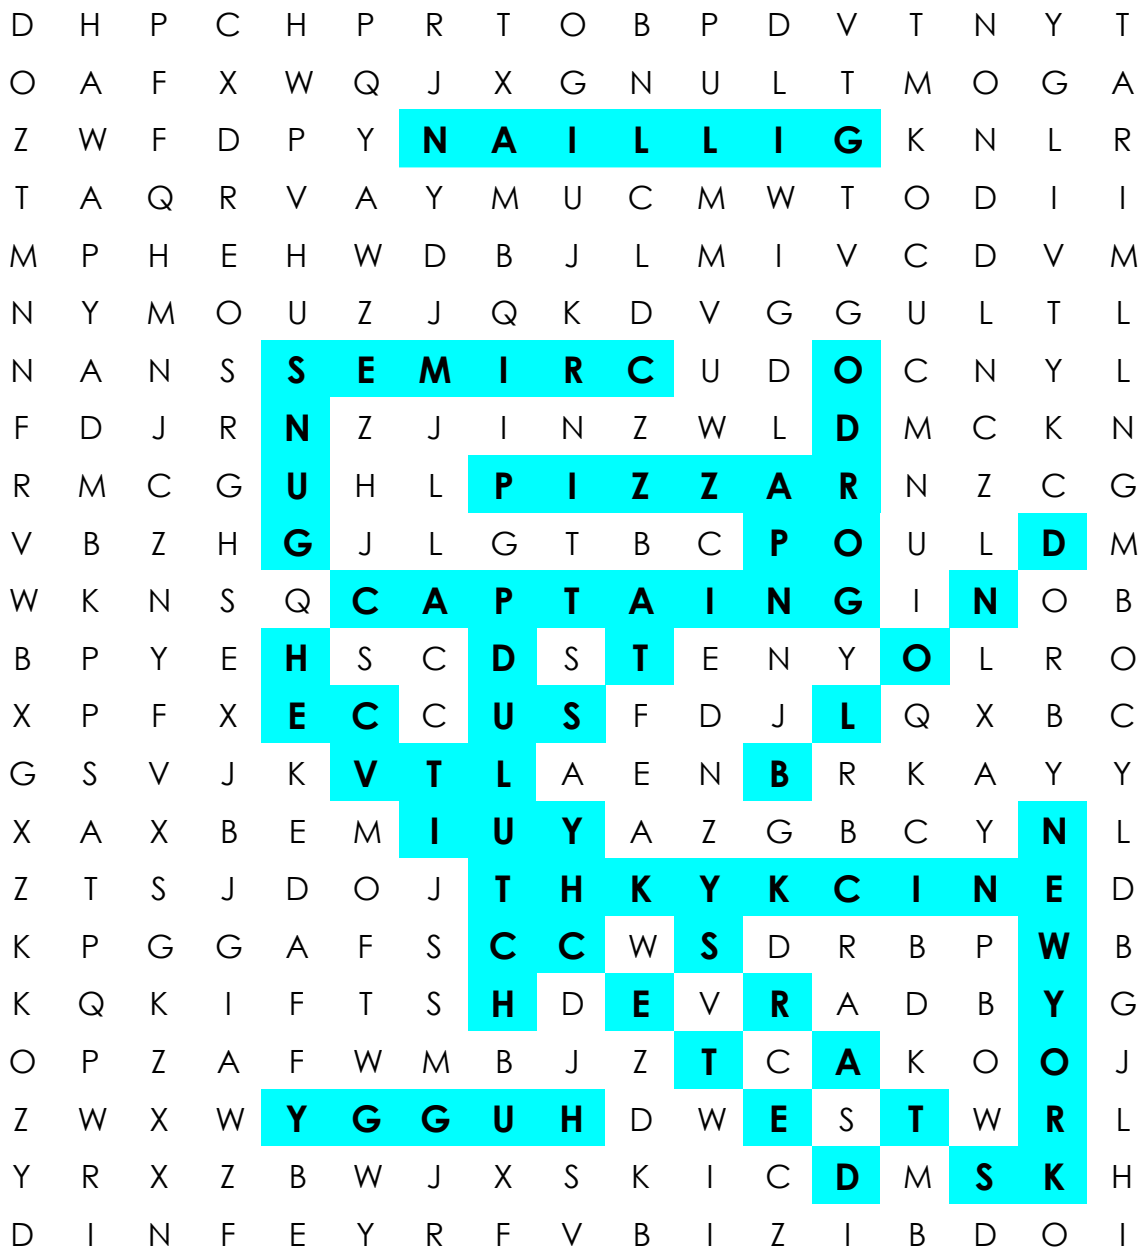 D H P C H P R T O B P D V T N Y T
O A F X W Q J X G N U L T M O G A
Z W F D P Y N A I L L I G K N L R
T A Q R V A Y M U C M W T O D I I
M P H E H W D B J L M I V C D V M
N Y M O U Z J Q K D V G G U L T L
N A N S S E M I R C U D O C N Y L
F D J R N Z J I N Z W L D M C K N
R M C G U H L P I Z Z A R N Z C G
V B Z H G J L G T B C P O U L D M
W K N S Q C A P T A I N G I N O B
B P Y E H S C D S T E N Y O L R O
X P F X E C C U S F D J L Q X B C
G S V J K V T L A E N B R K A Y Y
X A X B E M I U Y A Z G B C Y N L
Z T S J D O J T H K Y K C I N E D
K P G G A F S C C W S D R B P W B
K Q K I F T S H D E V R A D B Y G
O P Z A F W M B J Z T C A K O O J
Z W X W Y G G U H D W E S T W R L
Y R X Z B W J X S K I C D M S K H
D I N F E Y R F V B I Z I B D O I